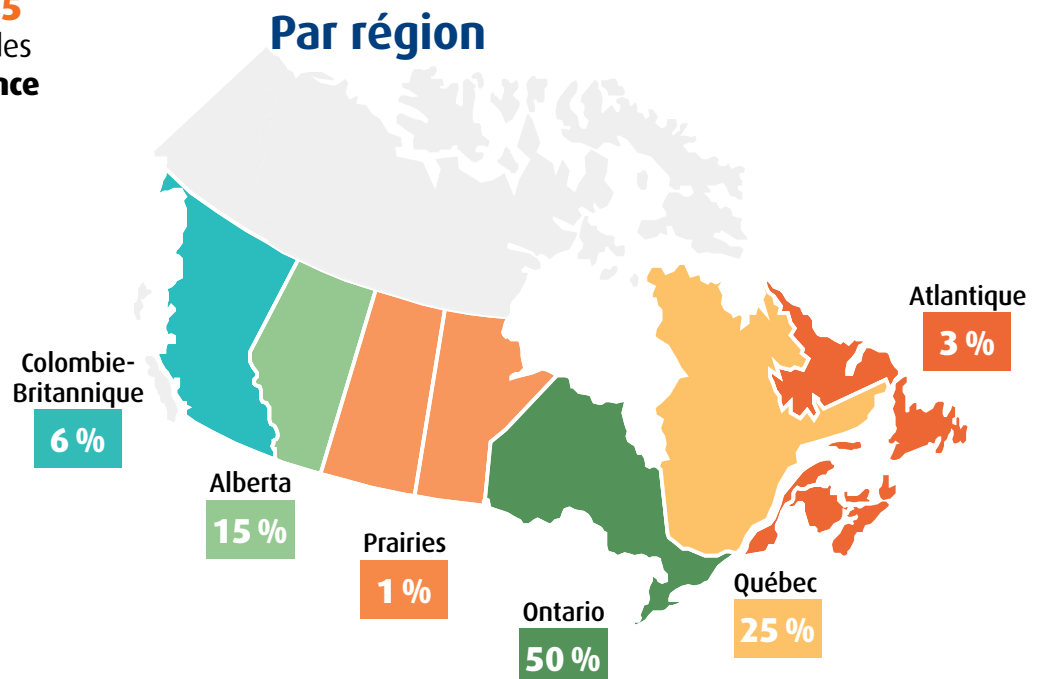 5
les
nce
Par région
Atlantique
3 %
Colombie-
Britannique
6 %
Alberta
15 %
Prairies
1 %
Ontario
50 %
Québec
25 %